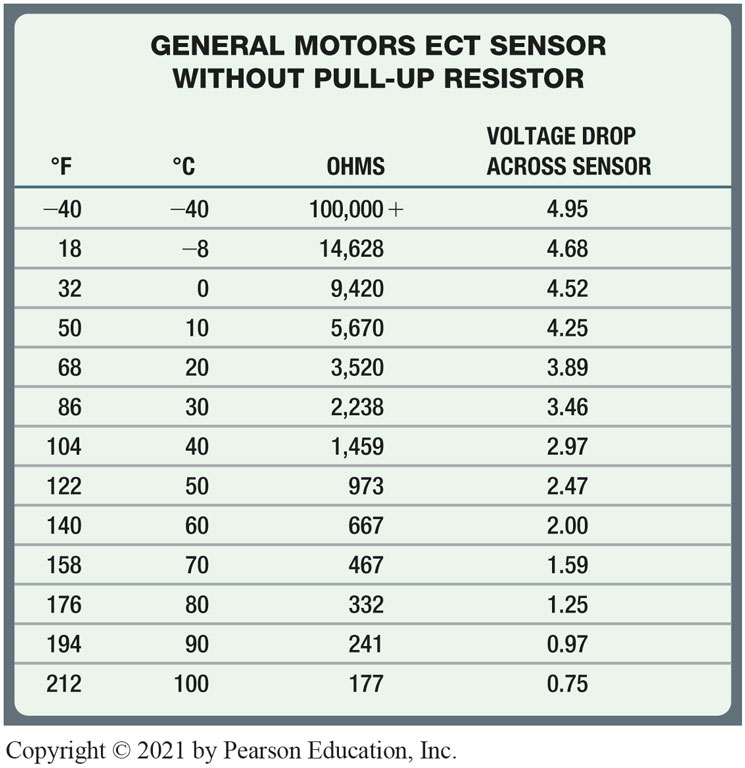 GENERAL MOTORS ECT SENSOR
WITHOUT PULL-UP RESISTOR
VOLTAGE DROP
°F °C OHMS ACROSS SENSOR
–40 –40 100,000 + 4.95
18 –8 14,628 4.68
32 0 9,420 4.52
50 10 5,670 4.25
68 20 3,520 3.89
86 30 2,238 3.46
104 40 1,459 2.97
122 50 973 2.47
140 60 667 2.00
158 70 467 1.59
176 80 332 1.25
194 90 241 0.97
212 100 177 0.75
Copyright © 2021 by Pearson Education, Inc.